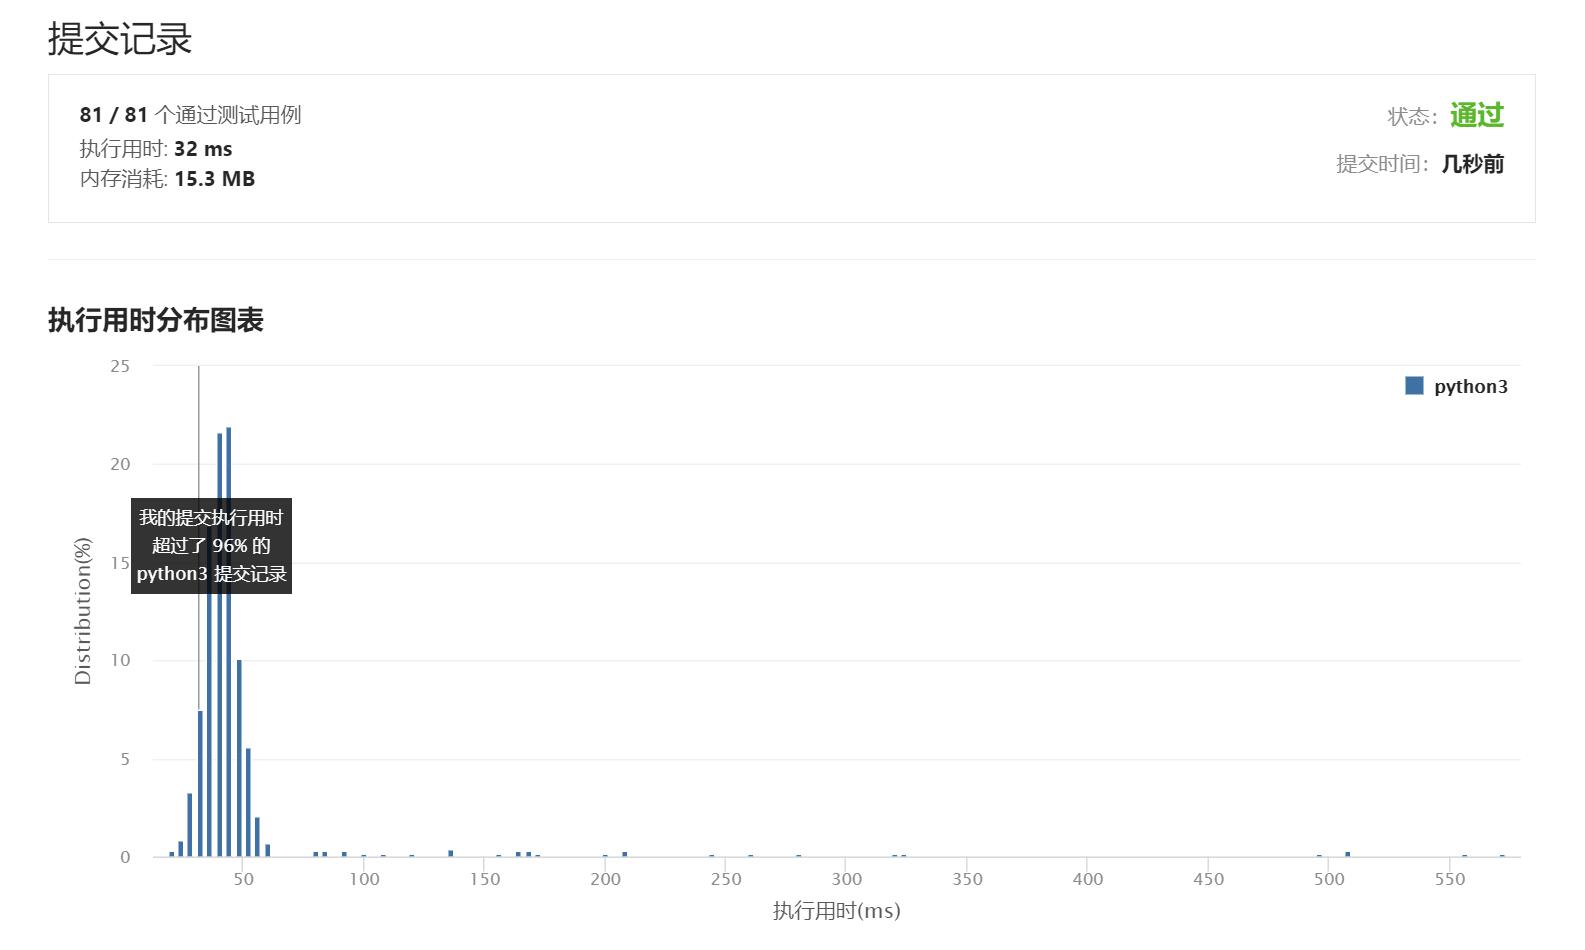 提交记录
81 / 81 个通过测试用例
状态：通过
执行用时: 32 ms
提交时间：几秒前
内存消耗: 15.3 MB
执行用时分布图表
python3
Distribution(%)
25
20
15
10
5
0
我的提交执行用时
超过了 96% 的
python3 提交记录
50 100 150 200 250 300 350 400 450 500 550
执行用时(ms)